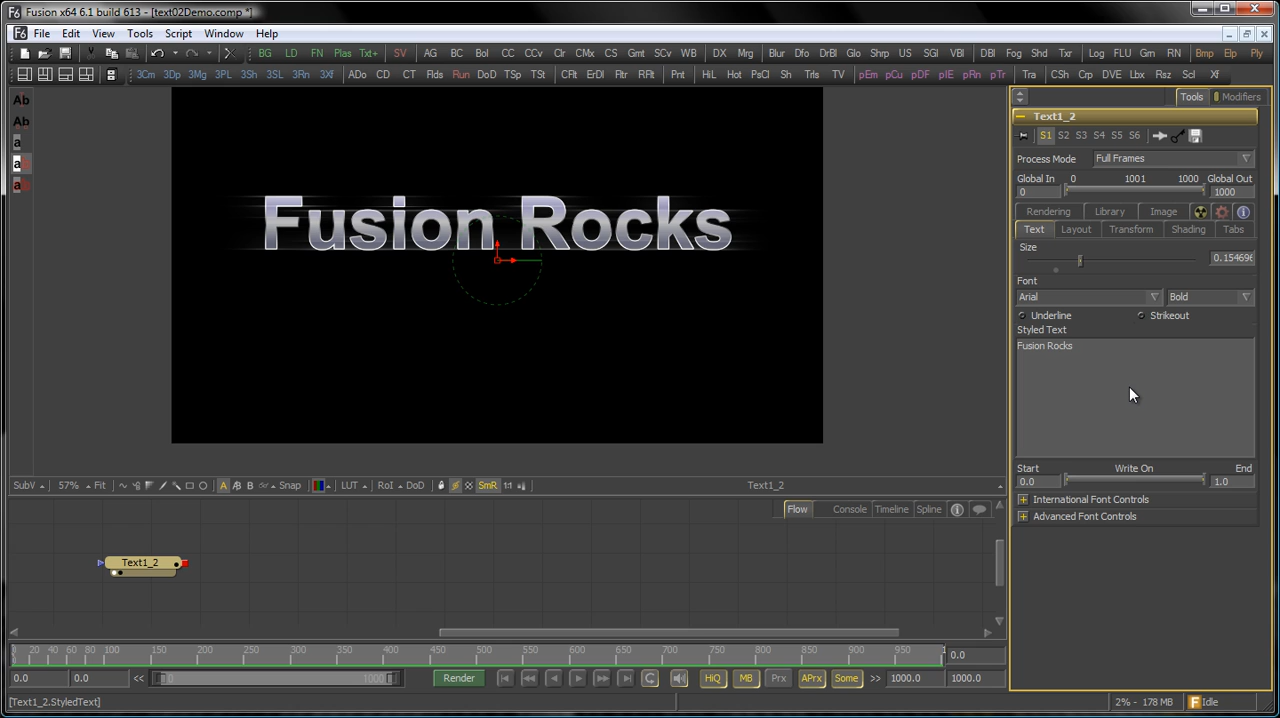 Fusion x64 6.1 build 613 - [text02Demo.comp *]
File Edit View Tools Script Window Help
BG LD FN Plas Txt+ SV AG BC Bol CC CCv Clr CMx CS Gmt SCv WB DX Mrg Blur Dfo DrBl Glo Shrp US SGl VBl DBl Fog Shd Txr Log FLU Grn RN Bmp Elp Ply
3Cm 3Dp 3Mg 3PL 3Sh 3SL 3Rn 3Xf ADo CD CT Flds Run DoD TSp TSt CFlt ErDl Fltr RFlt Pnt HiL Hot PsCl Sh Trls TV pEm pCu pDF pIE pRn pTr Tra CSh Crp DVE Lbx Rsz Scl Xf
Ab
Ab
a
a
a
Fusion Rocks
Tools Modifiers
Text1_2
S1 S2 S3 S4 S5 S6
Process Mode Full Frames
Global In 0 1001 1000 Global Out
0 1000
Rendering Library Image
Text Layout Transform Shading Tabs
Size
0.154696
Font
Arial Bold
Underline Strikeout
Styled Text
Fusion Rocks
Start Write On End
0.0 1.0
International Font Controls
Advanced Font Controls
SubV 57% Fit A B Snap LUT RoI DoD SmR 1:1 Text1_2
Flow Console Timeline Spline
Text1_2
0 20 40 60 80 100 150 200 250 300 350 400 450 500 550 600 650 700 750 800 850 900 950 1 0.0
0.0 0.0 << 0 1000 Render HiQ MB Prx APrx Some >> 1000.0 1000.0
[Text1_2.StyledText] 2% - 178 MB Idle